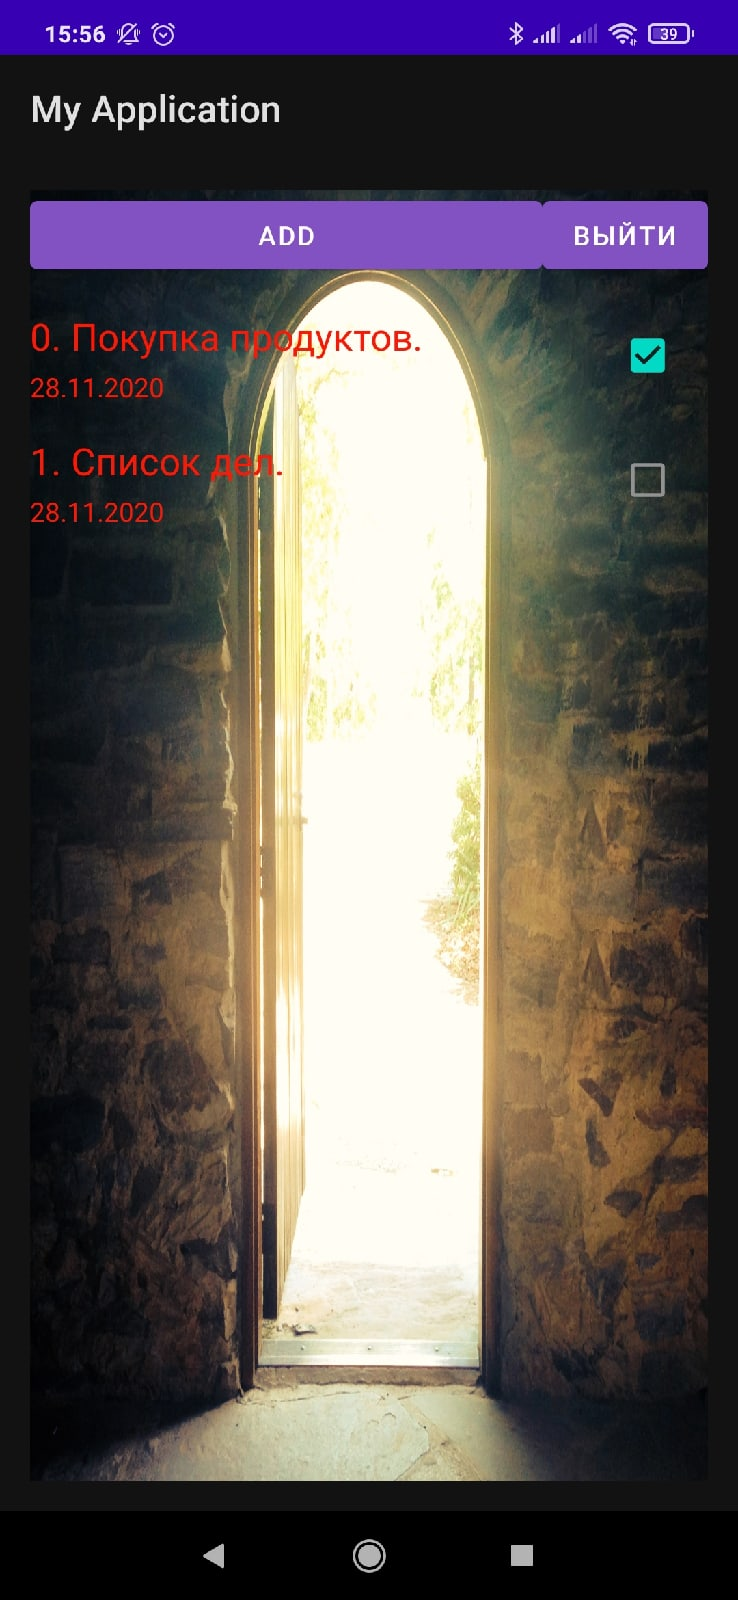 15:56
39
My Application
ADD
ВЫЙТИ
0. Покупка продуктов.
28.11.2020
1. Список дел.
28.11.2020